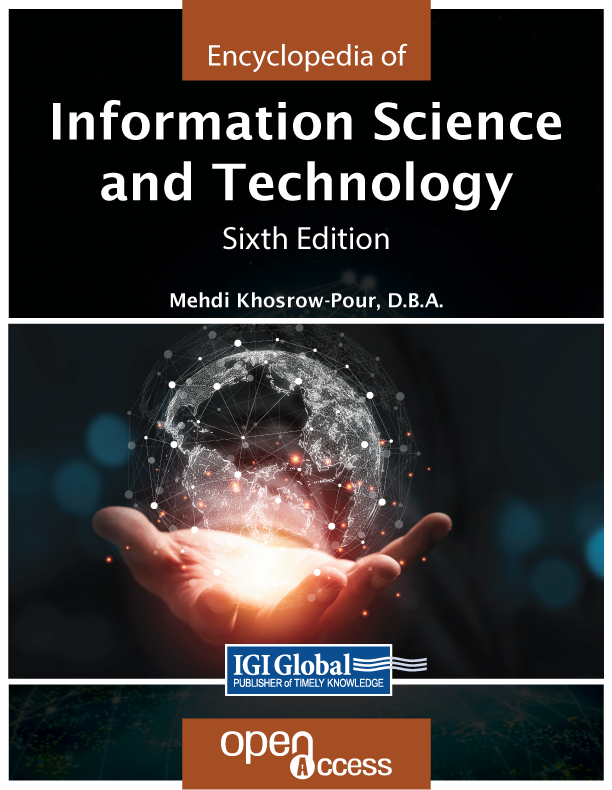 Encyclopedia of
Information Science
and Technology
Sixth Edition
Mehdi Khosrow-Pour, D.B.A.
IGI Global
PUBLISHER of TIMELY KNOWLEDGE
open
Access